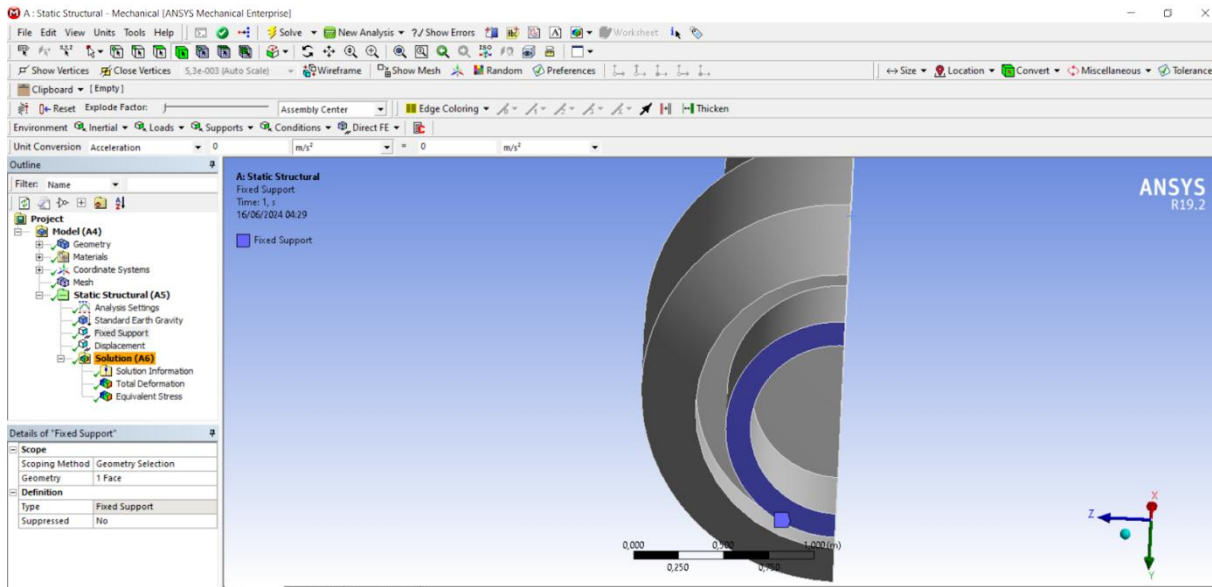 A : Static Structural - Mechanical [ANSYS Mechanical Enterprise]
File Edit View Units Tools Help Solve New Analysis ?/ Show Errors Worksheet
Show Vertices Close Vertices 5,3e-003 (Auto Scale) Wireframe Show Mesh Random Preferences Size Location Convert Miscellaneous Tolerance
Clipboard [Empty]
Reset Explode Factor: Assembly Center Edge Coloring Thicken
Environment Inertial Loads Supports Conditions Direct FE
Unit Conversion Acceleration 0 m/s² = 0 m/s²
Outline
Filter: Name
Project
Model (A4)
Geometry
Materials
Coordinate Systems
Mesh
Static Structural (A5)
Analysis Settings
Standard Earth Gravity
Fixed Support
Displacement
Solution (A6)
Solution Information
Total Deformation
Equivalent Stress
Details of "Fixed Support"
Scope
Scoping Method Geometry Selection
Geometry 1 Face
Definition
Type Fixed Support
Suppressed No
A: Static Structural
Fixed Support
Time: 1, s
16/06/2024 04:29
Fixed Support
ANSYS
R19.2
0,000 0,500 1,000 (m)
0,250 0,750
X
Z
Y